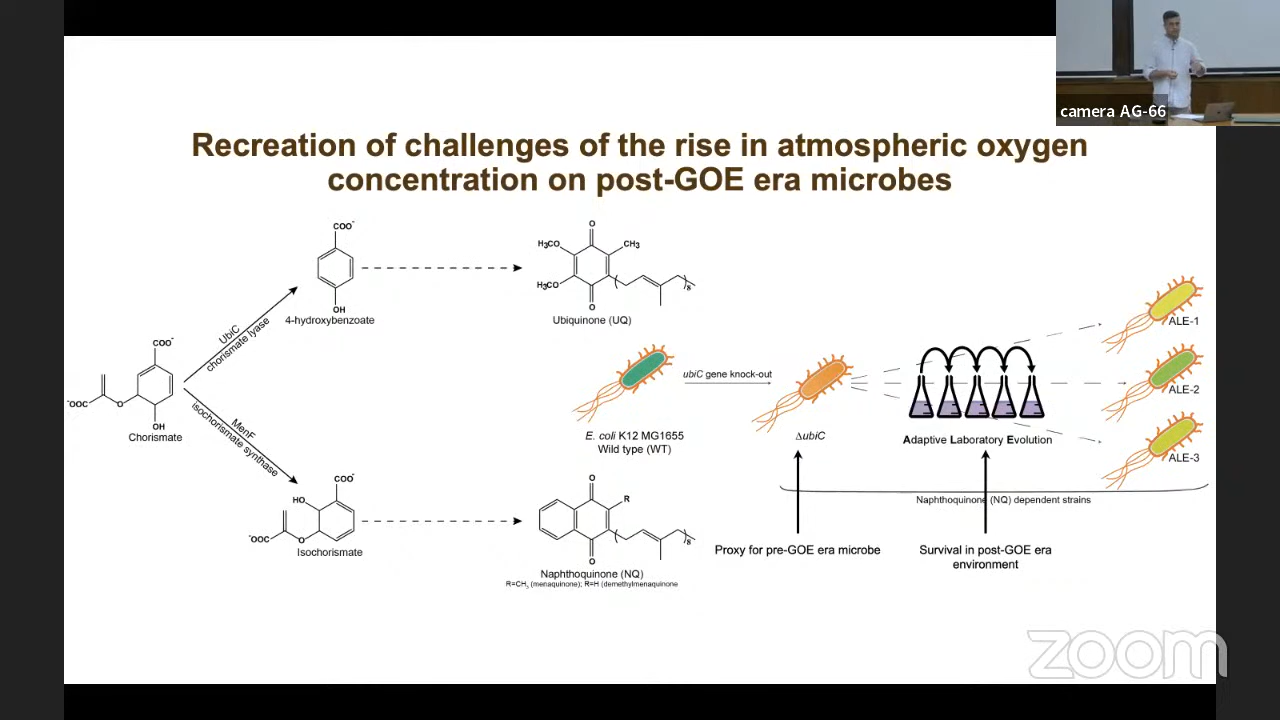 camera AG-66
Recreation of challenges of the rise in atmospheric oxygen
concentration on post-GOE era microbes
COO-
OH
4-hydroxybenzoate
UbiC
chorismate lyase
COO-
-OOC
O
OH
Chorismate
MenF
isochorismate synthase
HO
COO-
-OOC
O
Isochorismate
O
H3CO
CH3
H3CO
O
8
Ubiquinone (UQ)
E. coli K12 MG1655
Wild type (WT)
ubiC gene knock-out
ΔubiC
Adaptive Laboratory Evolution
ALE-1
ALE-2
ALE-3
Naphthoquinone (NQ) dependent strains
Proxy for pre-GOE era microbe
Survival in post-GOE era
environment
O
R
O
8
Naphthoquinone (NQ)
R=CH3 (menaquinone); R=H (demethylmenaquinone
zoom